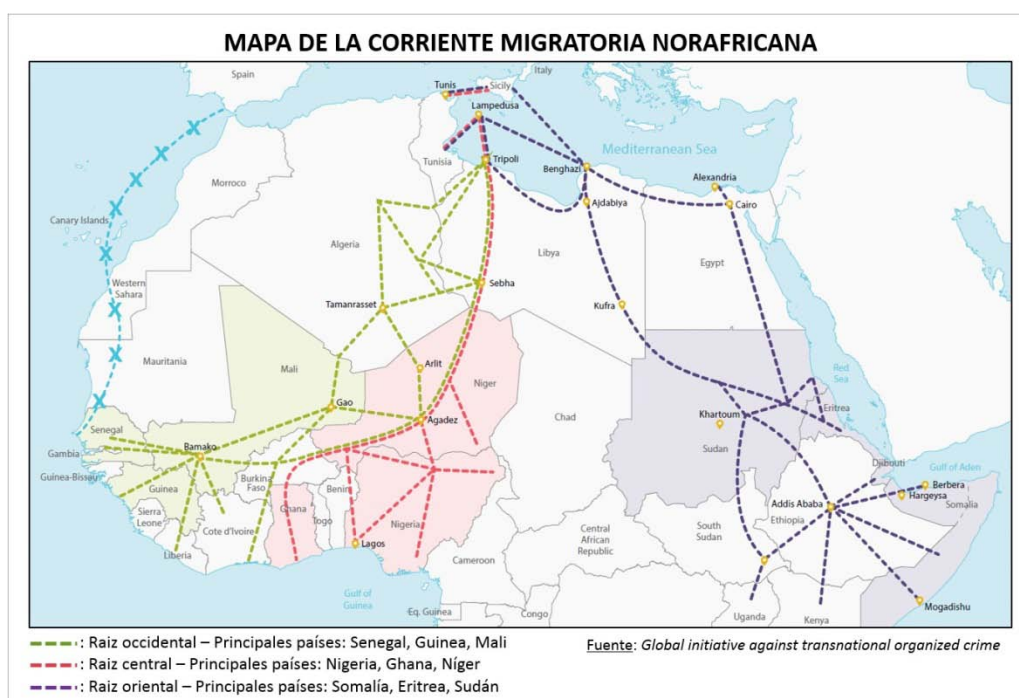 MAPA DE LA CORRIENTE MIGRATORIA NORAFRICANA
Spain
Italy
Tunis
Sicily
Lampedusa
Mediterranean Sea
Tunisia
Tripoli
Morroco
Benghazi
Alexandria
Ajdabiya
Cairo
Canary Islands
Algeria
Libya
Egypt
Western
Sahara
Sebha
Tamanrasset
Kufra
Mauritania
Arlit
Red
Sea
Mali
Niger
Gao
Chad
Eritrea
Agadez
Khartoum
Senegal
Sudan
Gambia
Bamako
Djibouti
Gulf of Aden
Guinea-Bissau
Burkina
Faso
Berbera
Guinea
Benin
Hargeysa
Ghana
Addis Ababa
Somalia
Sierra
Leone
Togo
Nigeria
Ethiopia
Cote d'Ivoire
Central
African
Republic
South
Sudan
Lagos
Liberia
Cameroon
Gulf of
Guinea
Mogadishu
Eq. Guinea
Congo
Uganda
Kenya
: Raiz occidental – Principales países: Senegal, Guinea, Mali
Fuente: Global initiative against transnational organized crime
: Raiz central – Principales países: Nigeria, Ghana, Níger
: Raiz oriental – Principales países: Somalía, Eritrea, Sudán